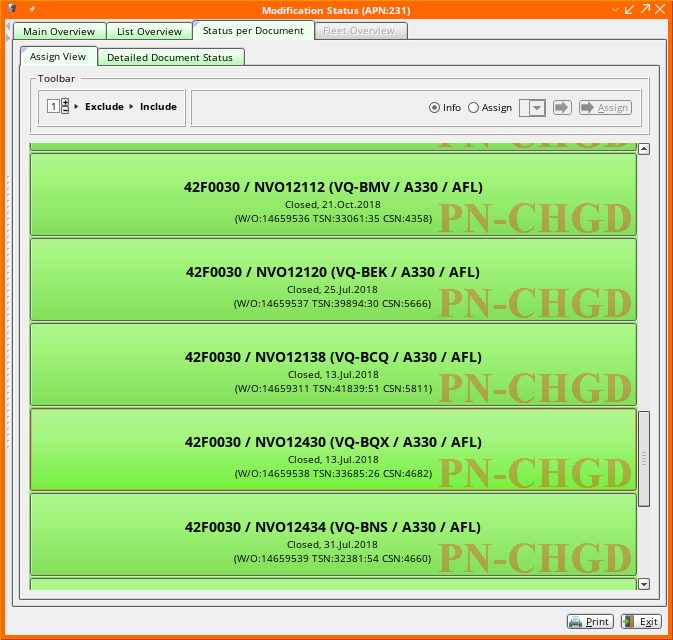 Modification Status (APN:231)
Main Overview
List Overview
Status per Document
Fleet Overview
Assign View
Detailed Document Status
Toolbar
1 Exclude Include
Info Assign Assign
PN-CHGD
42F0030 / NVO12112 (VQ-BMV / A330 / AFL)
Closed, 21.Oct.2018
(W/O:14659536 TSN:33061:35 CSN:4358)
PN-CHGD
42F0030 / NVO12120 (VQ-BEK / A330 / AFL)
Closed, 25.Jul.2018
(W/O:14659537 TSN:39894:30 CSN:5666)
PN-CHGD
42F0030 / NVO12138 (VQ-BCQ / A330 / AFL)
Closed, 13.Jul.2018
(W/O:14659311 TSN:41839:51 CSN:5811)
PN-CHGD
42F0030 / NVO12430 (VQ-BQX / A330 / AFL)
Closed, 13.Jul.2018
(W/O:14659538 TSN:33685:26 CSN:4682)
PN-CHGD
42F0030 / NVO12434 (VQ-BNS / A330 / AFL)
Closed, 31.Jul.2018
(W/O:14659539 TSN:32381:54 CSN:4660)
PN-CHGD
Print Exit